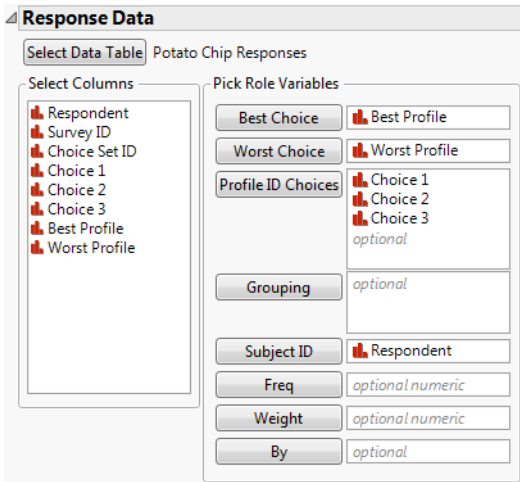 Response Data
Select Data Table Potato Chip Responses
Select Columns
Respondent
Survey ID
Choice Set ID
Choice 1
Choice 2
Choice 3
Best Profile
Worst Profile
Pick Role Variables
Best Choice Best Profile
Worst Choice Worst Profile
Profile ID Choices Choice 1
Choice 2
Choice 3
optional
Grouping optional
Subject ID Respondent
Freq optional numeric
Weight optional numeric
By optional